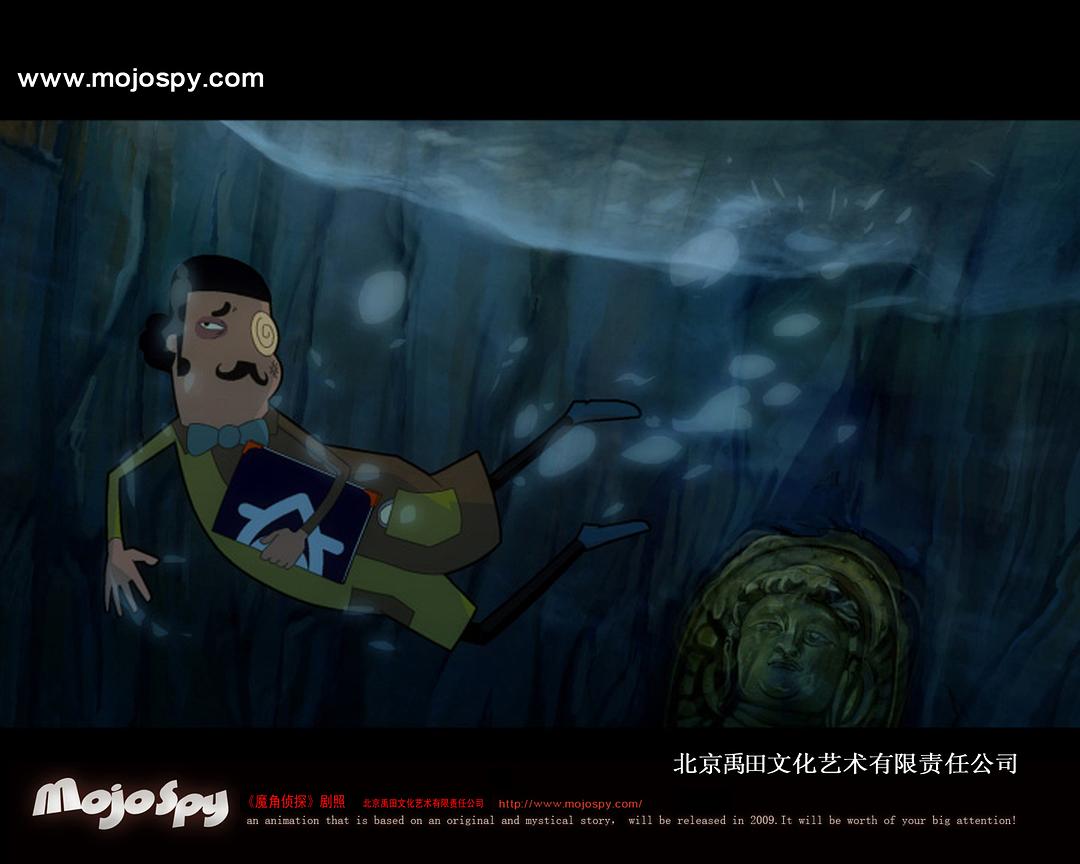 www.mojospy.com
北京禹田文化艺术有限责任公司
Mojo Spy 《魔角侦探》剧照 北京禹田文化艺术有限责任公司 http://www.mojospy.com/
an animation that is based on an original and mystical story, will be released in 2009.It will be worth of your big attention!